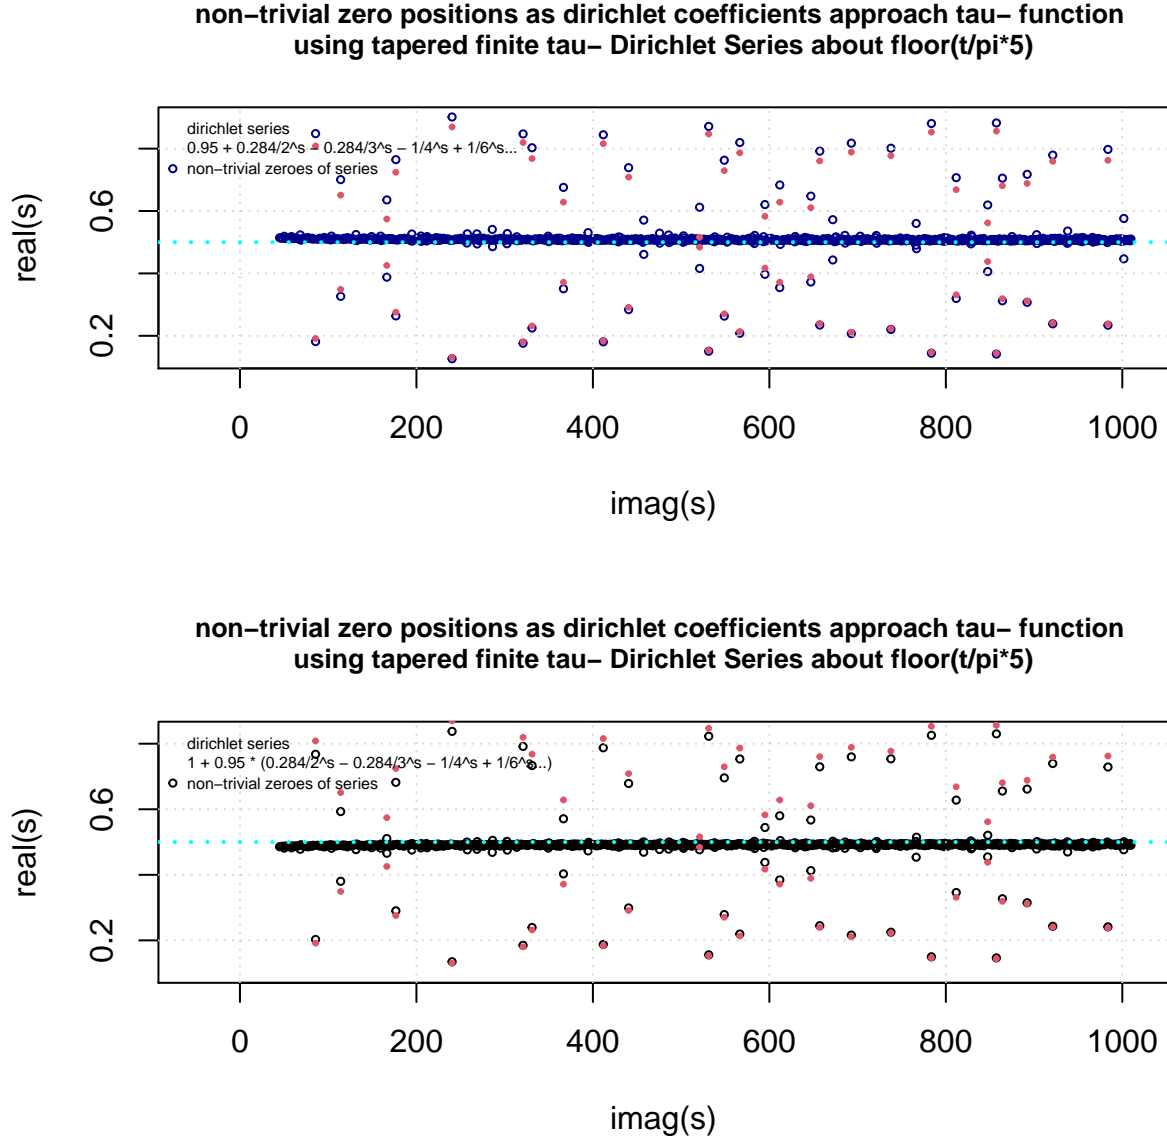 non−trivial zero positions as dirichlet coefficients approach tau− function
using tapered finite tau− Dirichlet Series about floor(t/pi*5)
real(s)
0.6
0.2
dirichlet series
0.95 + 0.284/2^s − 0.284/3^s − 1/4^s + 1/6^s...
non−trivial zeroes of series
0 200 400 600 800 1000
imag(s)
non−trivial zero positions as dirichlet coefficients approach tau− function
using tapered finite tau− Dirichlet Series about floor(t/pi*5)
real(s)
0.6
0.2
dirichlet series
1 + 0.95 * (0.284/2^s − 0.284/3^s − 1/4^s + 1/6^s...)
non−trivial zeroes of series
0 200 400 600 800 1000
imag(s)